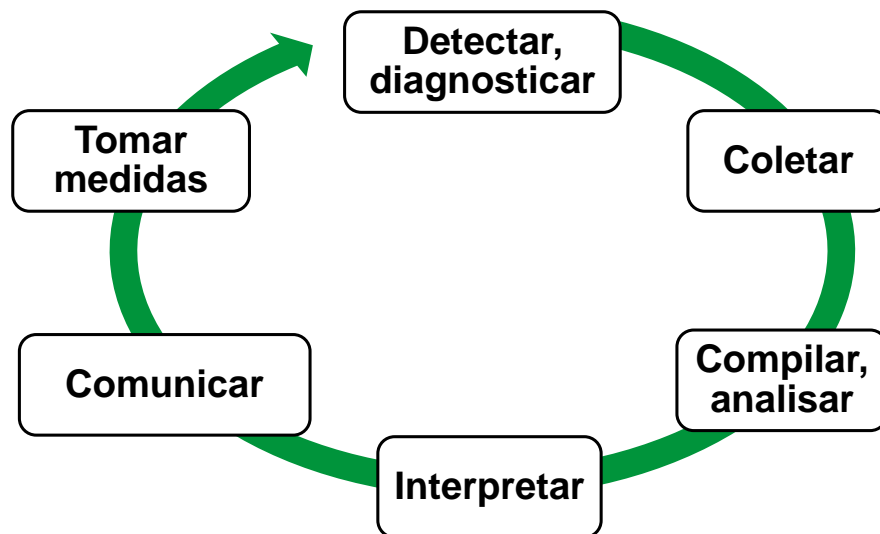 Detectar,
diagnosticar
Coletar
Compilar,
analisar
Interpretar
Comunicar
Tomar
medidas